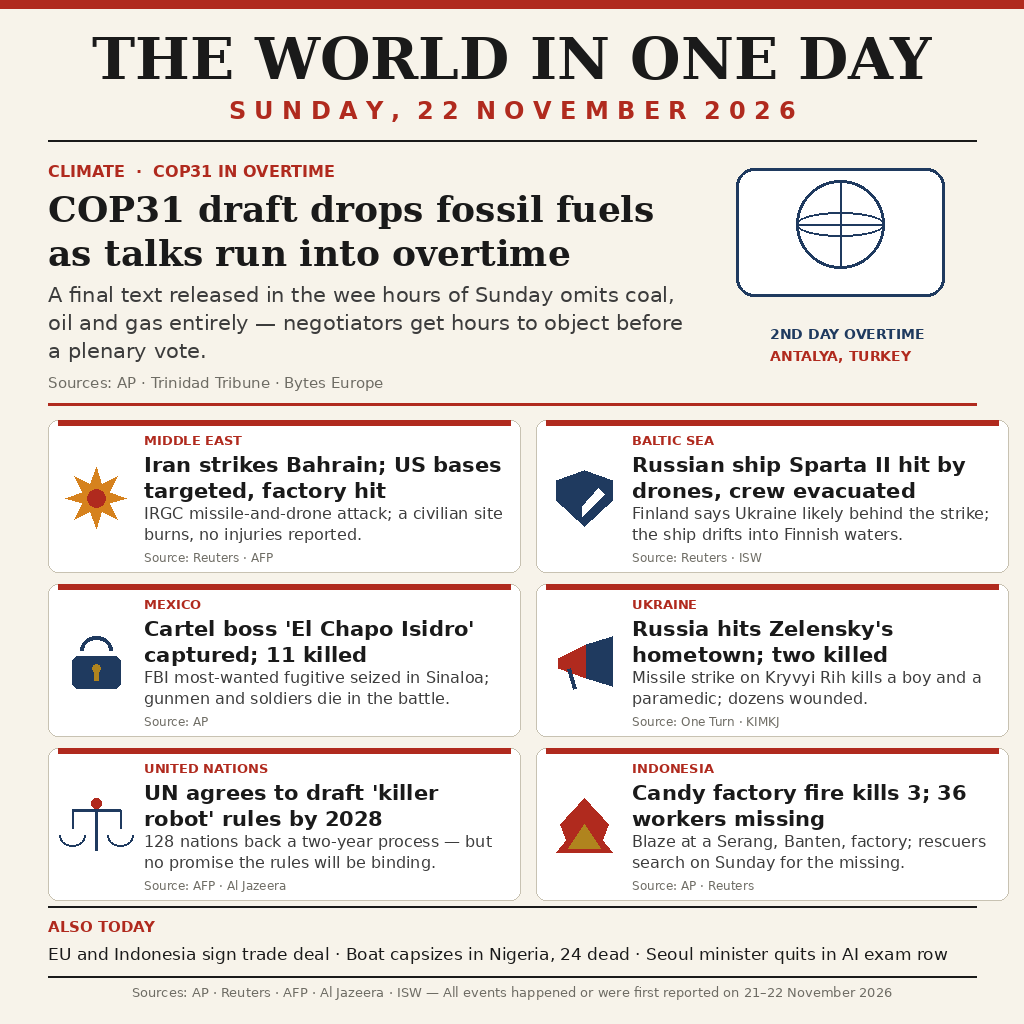 THE WORLD IN ONE DAY
SUNDAY, 22 NOVEMBER 2026
CLIMATE · COP31 IN OVERTIME
COP31 draft drops fossil fuels
as talks run into overtime
A final text released in the wee hours of Sunday omits coal,
oil and gas entirely — negotiators get hours to object before
a plenary vote.
Sources: AP · Trinidad Tribune · Bytes Europe
2ND DAY OVERTIME
ANTALYA, TURKEY
MIDDLE EAST
Iran strikes Bahrain; US bases
targeted, factory hit
IRGC missile-and-drone attack; a civilian site
burns, no injuries reported.
Source: Reuters · AFP
BALTIC SEA
Russian ship Sparta II hit by
drones, crew evacuated
Finland says Ukraine likely behind the strike;
the ship drifts into Finnish waters.
Source: Reuters · ISW
MEXICO
Cartel boss 'El Chapo Isidro'
captured; 11 killed
FBI most-wanted fugitive seized in Sinaloa;
gunmen and soldiers die in the battle.
Source: AP
UKRAINE
Russia hits Zelensky's
hometown; two killed
Missile strike on Kryvyi Rih kills a boy and a
paramedic; dozens wounded.
Source: One Turn · KIMKJ
UNITED NATIONS
UN agrees to draft 'killer
robot' rules by 2028
128 nations back a two-year process — but
no promise the rules will be binding.
Source: AFP · Al Jazeera
INDONESIA
Candy factory fire kills 3; 36
workers missing
Blaze at a Serang, Banten, factory; rescuers
search on Sunday for the missing.
Source: AP · Reuters
ALSO TODAY
EU and Indonesia sign trade deal · Boat capsizes in Nigeria, 24 dead · Seoul minister quits in AI exam row
Sources: AP · Reuters · AFP · Al Jazeera · ISW — All events happened or were first reported on 21–22 November 2026